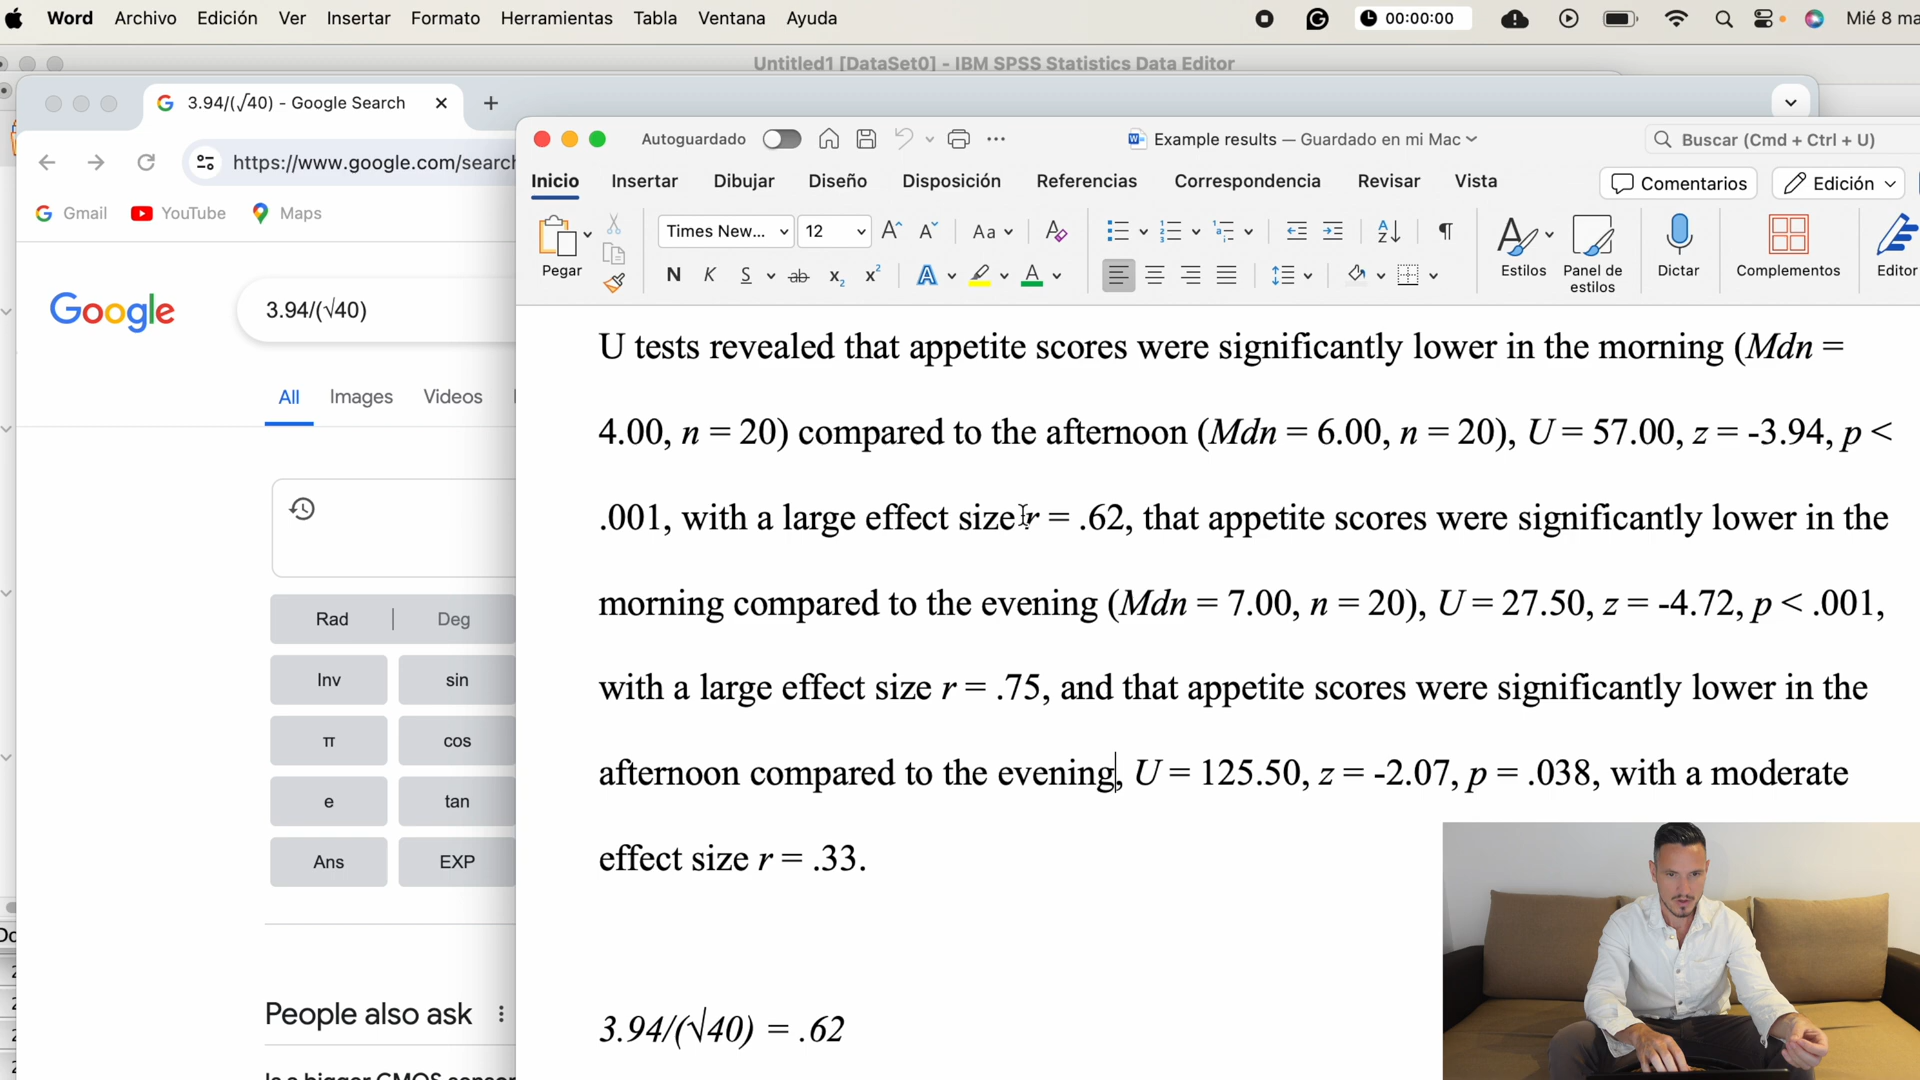 Word Archivo Edición Ver Insertar Formato Herramientas Tabla Ventana Ayuda
00:00:00
Mié 8 ma
Untitled1 [DataSet0] - IBM SPSS Statistics Data Editor
3.94/(√40) - Google Search
https://www.google.com/search
Gmail YouTube Maps
Google
3.94/(√40)
All Images Videos
Rad Deg
Inv sin
π cos
e tan
Ans EXP
People also ask
Autoguardado
Example results — Guardado en mi Mac
Buscar (Cmd + Ctrl + U)
Inicio Insertar Dibujar Diseño Disposición Referencias Correspondencia Revisar Vista
Comentarios Edición
Pegar
Times New... 12
Aa
N K S ab x₂ x²
Estilos
Panel de
estilos
Dictar
Complementos
Editor
U tests revealed that appetite scores were significantly lower in the morning (Mdn =
4.00, n = 20) compared to the afternoon (Mdn = 6.00, n = 20), U = 57.00, z = -3.94, p <
.001, with a large effect size r = .62, that appetite scores were significantly lower in the
morning compared to the evening (Mdn = 7.00, n = 20), U = 27.50, z = -4.72, p < .001,
with a large effect size r = .75, and that appetite scores were significantly lower in the
afternoon compared to the evening, U = 125.50, z = -2.07, p = .038, with a moderate
effect size r = .33.
3.94/(√40) = .62